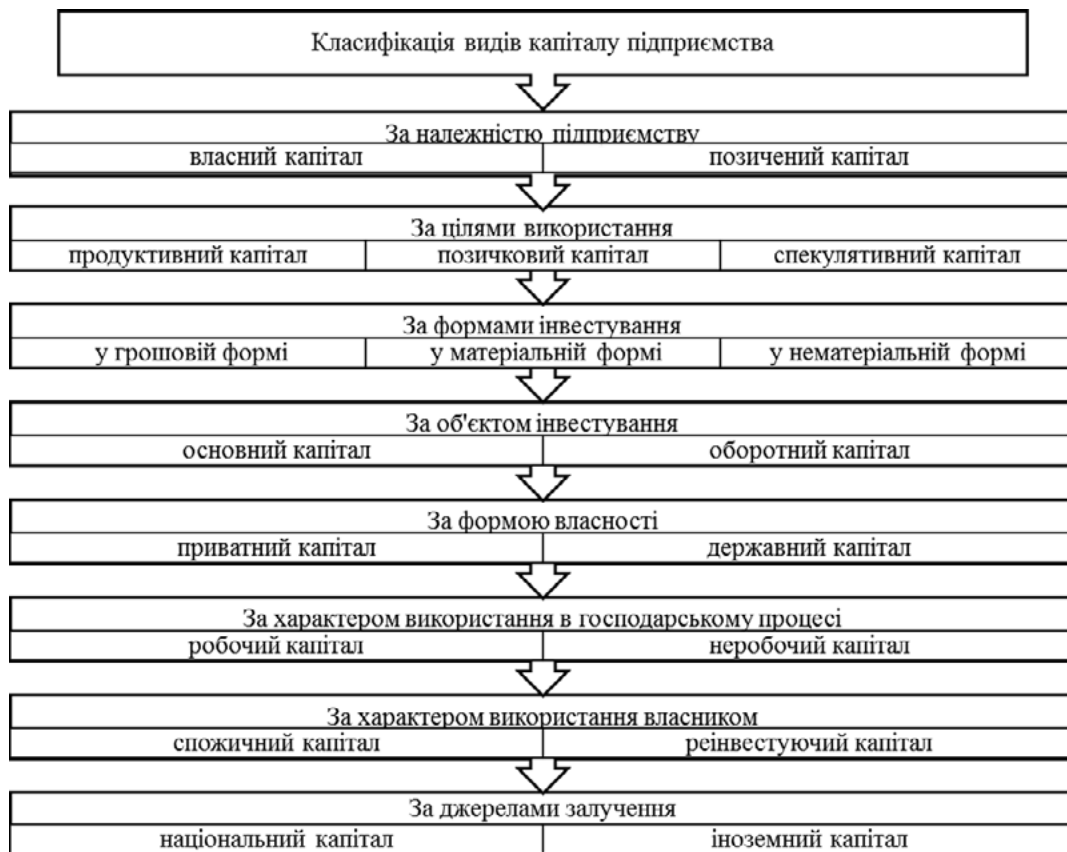 Класифікація видів капіталу підприємства
За належністю підприємству
власний капітал позичений капітал
За цілями використання
продуктивний капітал позичковий капітал спекулятивний капітал
За формами інвестування
у грошовій формі у матеріальній формі у нематеріальній формі
За об'єктом інвестування
основний капітал оборотний капітал
За формою власності
приватний капітал державний капітал
За характером використання в господарському процесі
робочий капітал неробочий капітал
За характером використання власником
спожичний капітал реінвестуючий капітал
За джерелами залучення
національний капітал іноземний капітал